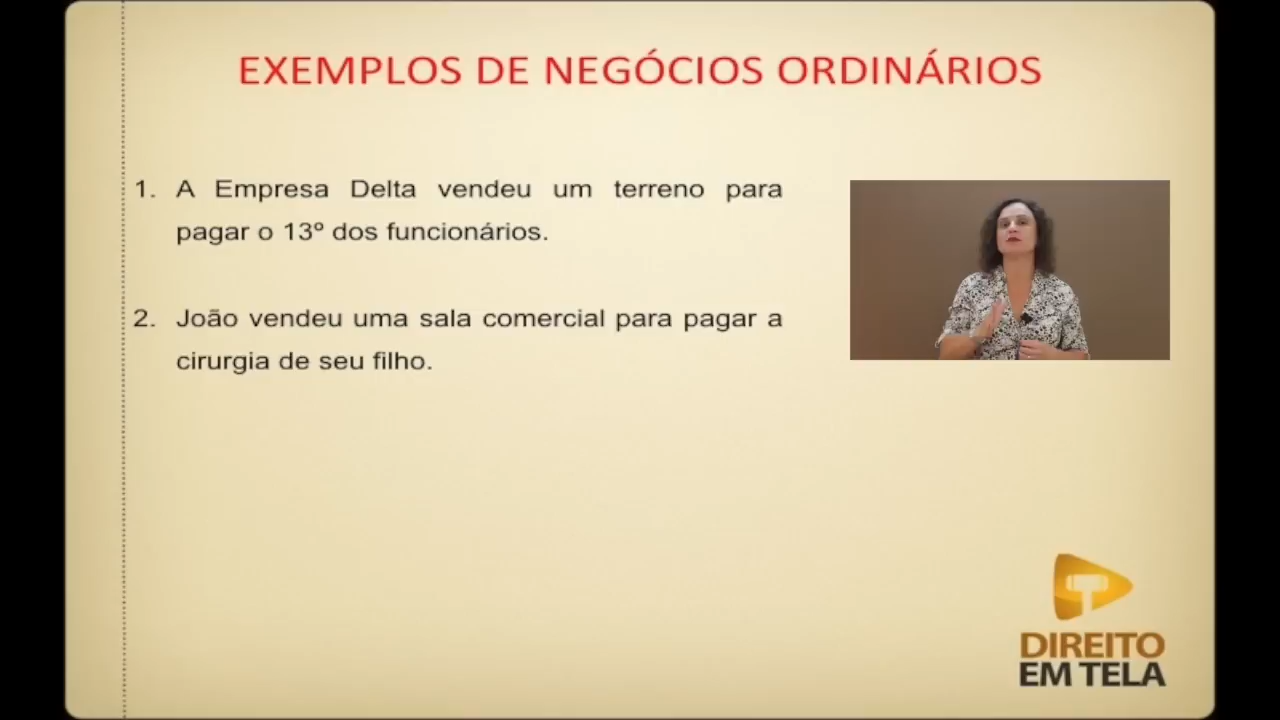 EXEMPLOS DE NEGÓCIOS ORDINÁRIOS
1. A Empresa Delta vendeu um terreno para
pagar o 13º dos funcionários.
2. João vendeu uma sala comercial para pagar a
cirurgia de seu filho.
DIREITO
EM TELA